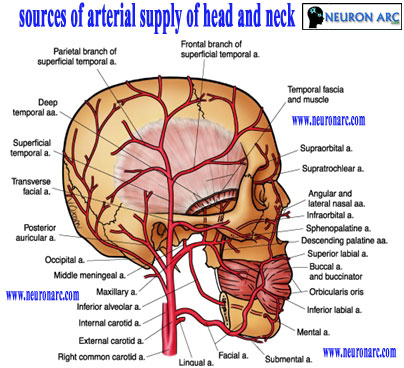 sources of arterial supply of head and neck
NEURON ARC
Parietal branch of
superficial temporal a.
Frontal branch of
superficial temporal a.
Deep
temporal aa.
Temporal fascia
and muscle
www.neuronarc.com
Superficial
temporal a.
Supraorbital a.
Supratrochlear a.
Transverse
facial a.
Angular and
lateral nasal aa.
Infraorbital a.
Posterior
auricular a.
Sphenopalatine a.
Descending palatine aa.
Superior labial a.
Occipital a.
Buccal a.
and buccinator
Middle meningeal a.
Orbicularis oris
Maxillary a.
www.neuronarc.com
Inferior alveolar a.
Inferior labial a.
Internal carotid a.
Mental a.
External carotid a.
Right common carotid a.
Lingual a.
Facial a.
Submental a.
www.neuronarc.com